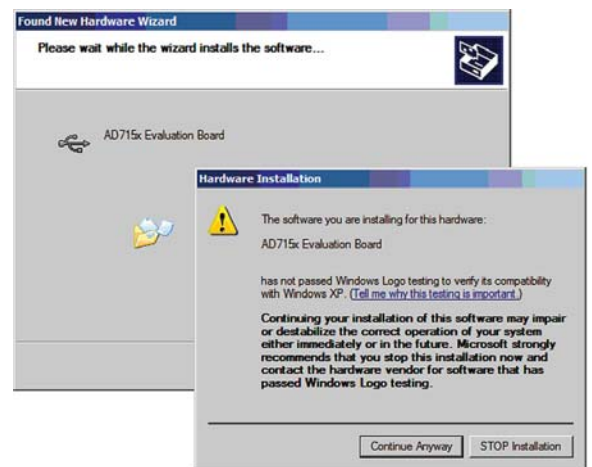 Found New Hardware Wizard
Please wait while the wizard installs the software...
AD715x Evaluation Board
Hardware Installation
The software you are installing for this hardware:
AD715x Evaluation Board
has not passed Windows Logo testing to verify its compatibility
with Windows XP. (Tell me why this testing is important.)
Continuing your installation of this software may impair
or destabilize the correct operation of your system
either immediately or in the future. Microsoft strongly
recommends that you stop this installation now and
contact the hardware vendor for software that has
passed Windows Logo testing.
Continue Anyway
STOP Installation